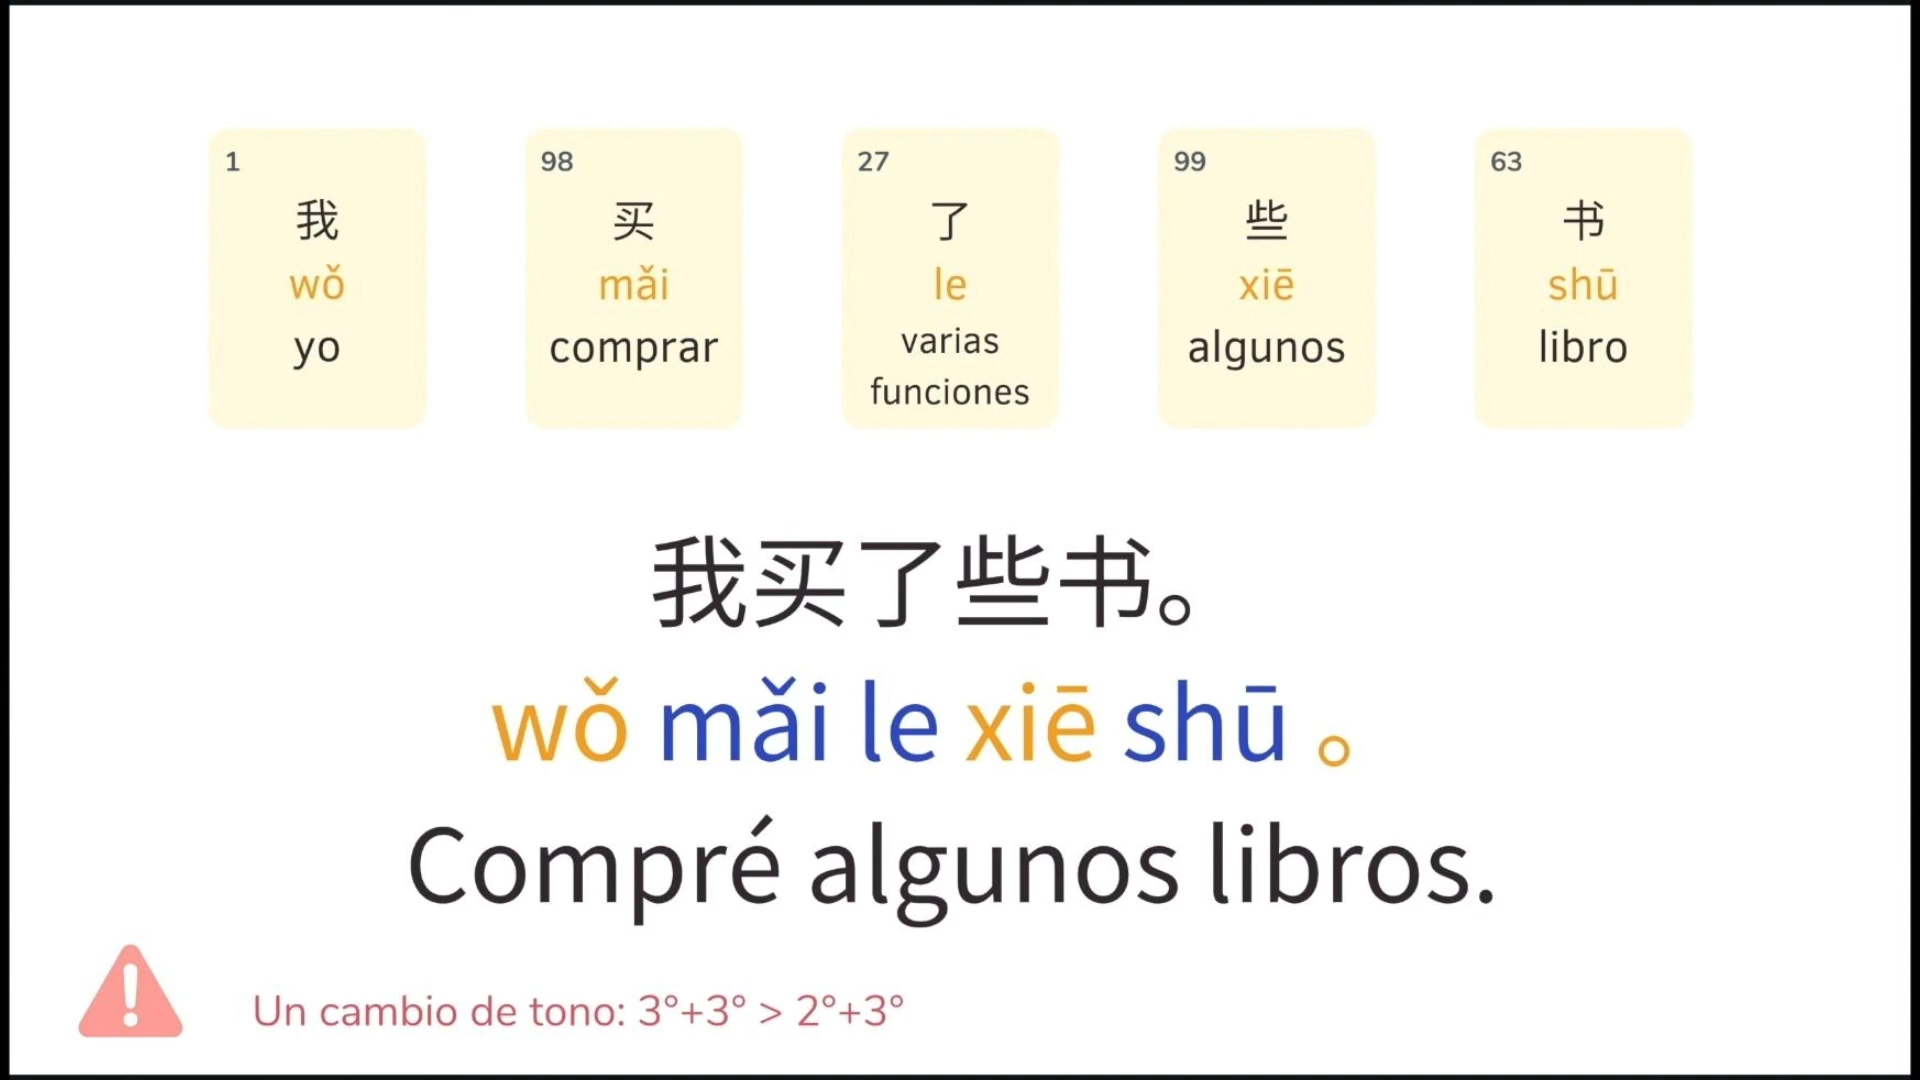 1
我
wǒ
yo
98
买
mǎi
comprar
27
了
le
varias
funciones
99
些
xiē
algunos
63
书
shū
libro
我买了些书。
wǒ mǎi le xiē shū 。
Compré algunos libros.
Un cambio de tono: 3°+3° > 2°+3°